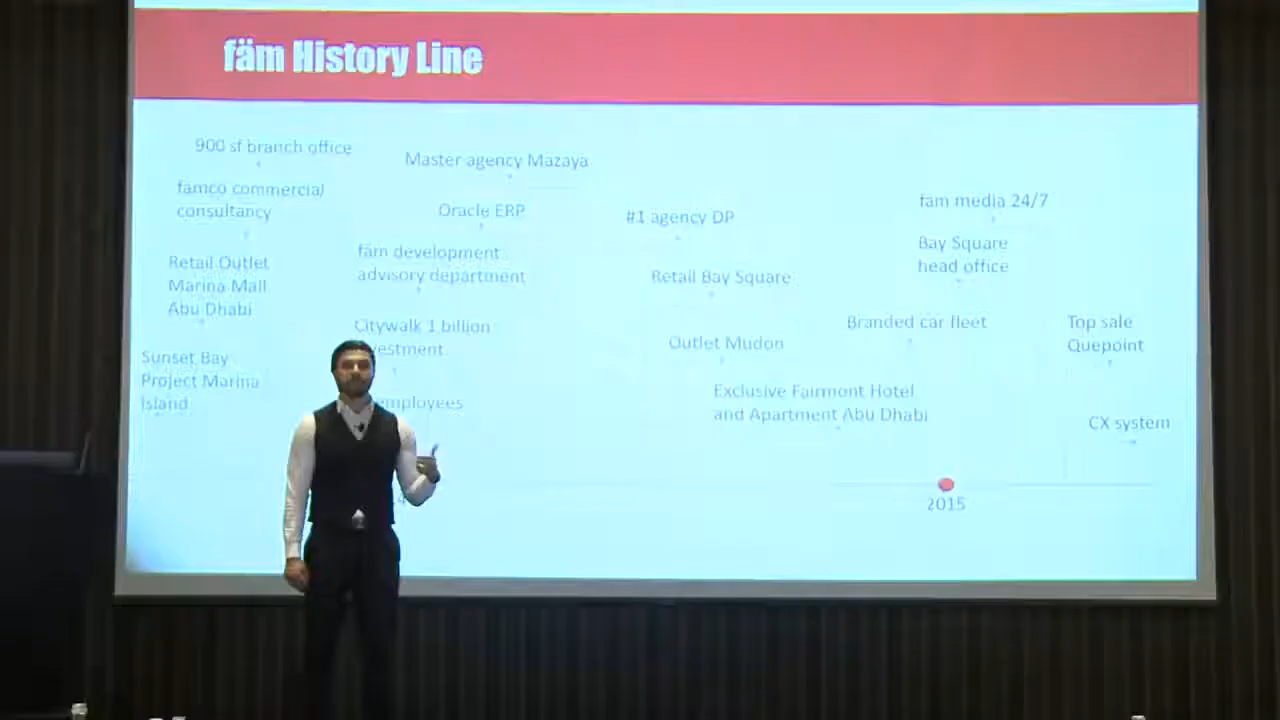 fäm History Line
900 sf branch office
famco commercial
consultancy
Retail Outlet
Marina Mall
Abu Dhabi
Sunset Bay
Project Marina
Island
Master agency Mazaya
Oracle ERP
fäm development
advisory department
Citywalk 1 billion
employees
#1 agency DP
Retail Bay Square
Outlet Mudon
Exclusive Fairmont Hotel
and Apartment Abu Dhabi
fäm media 24/7
Bay Square
head office
Branded car fleet
Top sale
Quepoint
CX system
2015